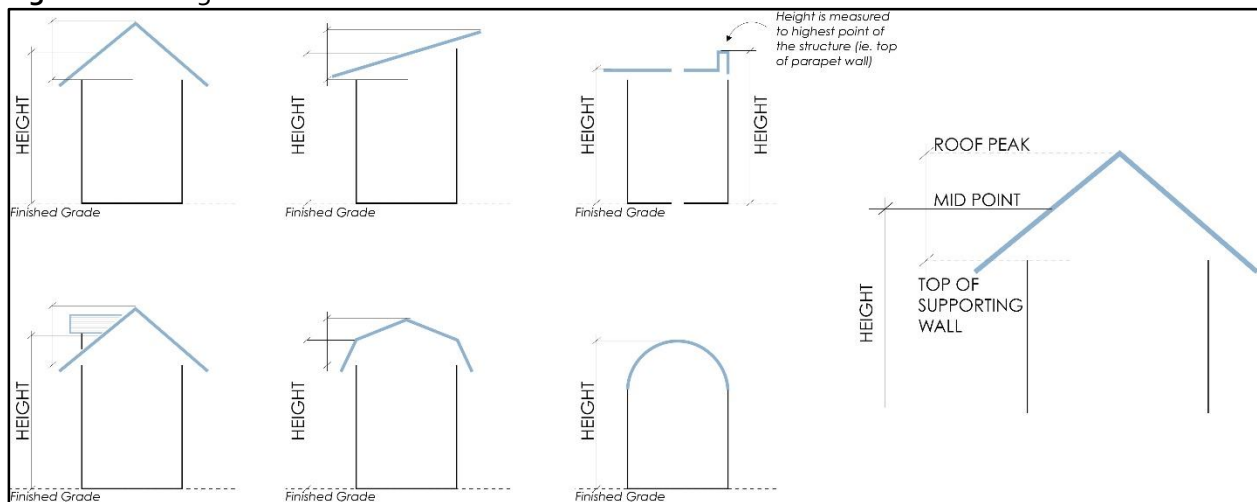 HEIGHT
Finished Grade
HEIGHT
Finished Grade
Height is measured
to highest point of
the structure (ie. top
of parapet wall)
HEIGHT
HEIGHT
Finished Grade
ROOF PEAK
MID POINT
TOP OF
SUPPORTING
WALL
HEIGHT
HEIGHT
Finished Grade
HEIGHT
Finished Grade
HEIGHT
Finished Grade